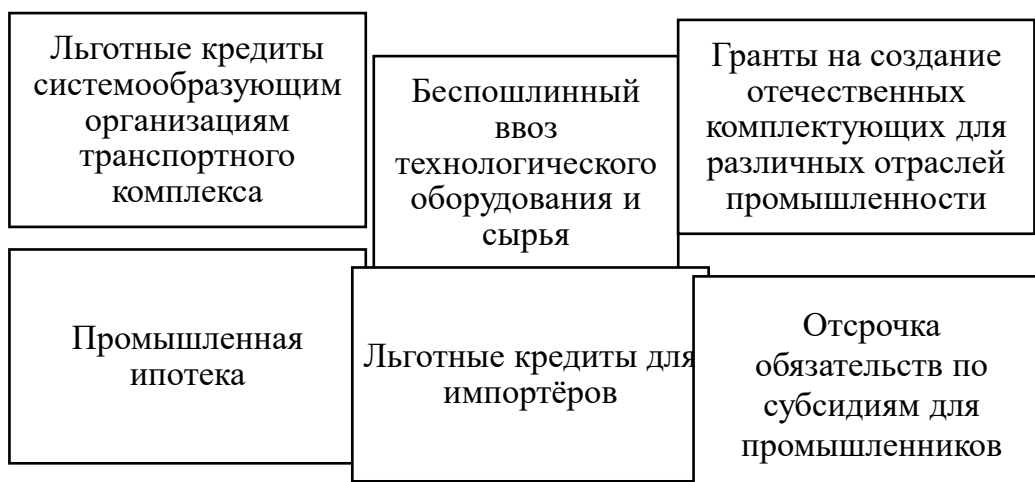 Льготные кредиты
системообразующим
организациям
транспортного
комплекса
Беспошлинный
ввоз
технологического
оборудования и
сырья
Гранты на создание
отечественных
комплектующих для
различных отраслей
промышленности
Промышленная
ипотека
Льготные кредиты для
импортёров
Отсрочка
обязательств по
субсидиям для
промышленников